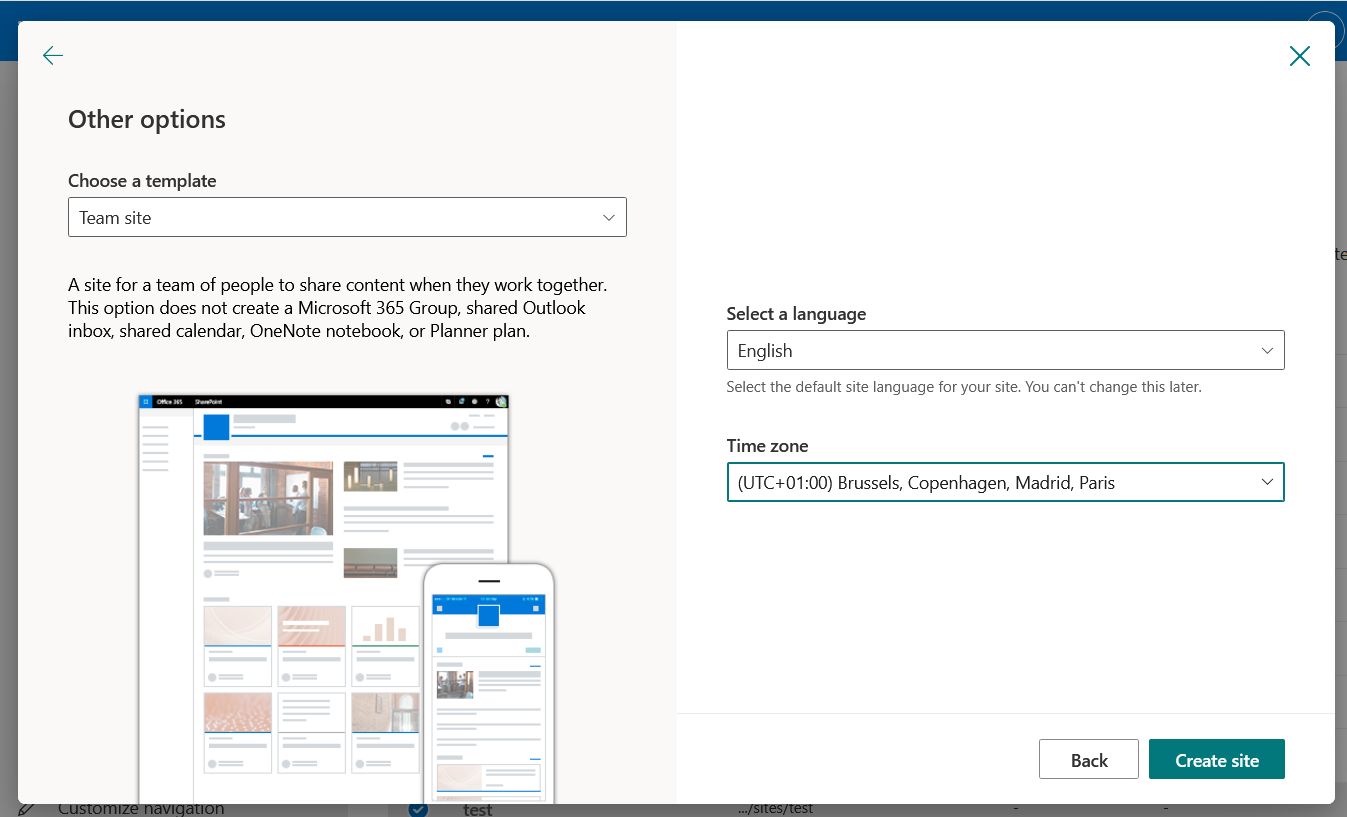 Other options
Choose a template
Team site
A site for a team of people to share content when they work together.
This option does not create a Microsoft 365 Group, shared Outlook
inbox, shared calendar, OneNote notebook, or Planner plan.
Office 365 SharePoint
Select a language
English
Select the default site language for your site. You can't change this later.
Time zone
(UTC+01:00) Brussels, Copenhagen, Madrid, Paris
Back
Create site
Customize navigation
test
.../sites/test
-
-